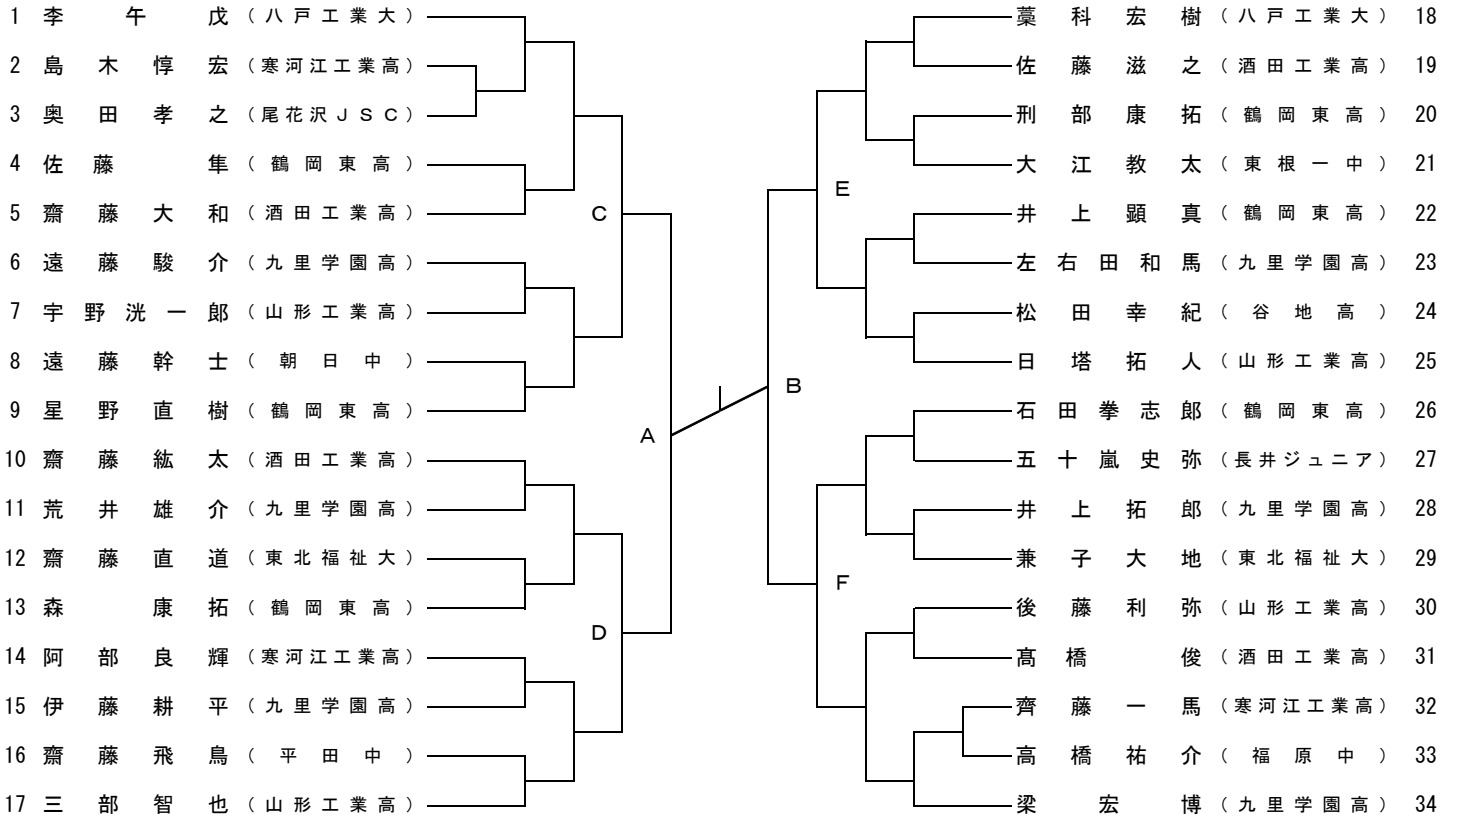 1 李午戊 (八戸工業大)
2 島木惇宏 (寒河江工業高)
3 奥田孝之 (尾花沢JSC)
4 佐藤隼 (鶴岡東高)
5 齋藤大和 (酒田工業高)
6 遠藤駿介 (九里学園高)
7 宇野洸一郎 (山形工業高)
8 遠藤幹士 (朝日中)
9 星野直樹 (鶴岡東高)
10 齋藤紘太 (酒田工業高)
11 荒井雄介 (九里学園高)
12 齋藤直道 (東北福祉大)
13 森康拓 (鶴岡東高)
14 阿部良輝 (寒河江工業高)
15 伊藤耕平 (九里学園高)
16 齋藤飛鳥 (平田中)
17 三部智也 (山形工業高)
C
A
D
B
E
F
藁科宏樹 (八戸工業大) 18
佐藤滋之 (酒田工業高) 19
刑部康拓 (鶴岡東高) 20
大江教太 (東根一中) 21
井上顕真 (鶴岡東高) 22
左右田和馬 (九里学園高) 23
松田幸紀 (谷地高) 24
日塔拓人 (山形工業高) 25
石田拳志郎 (鶴岡東高) 26
五十嵐史弥 (長井ジュニア) 27
井上拓郎 (九里学園高) 28
兼子大地 (東北福祉大) 29
後藤利弥 (山形工業高) 30
髙橋俊 (酒田工業高) 31
齊藤一馬 (寒河江工業高) 32
高橋祐介 (福原中) 33
梁宏博 (九里学園高) 34